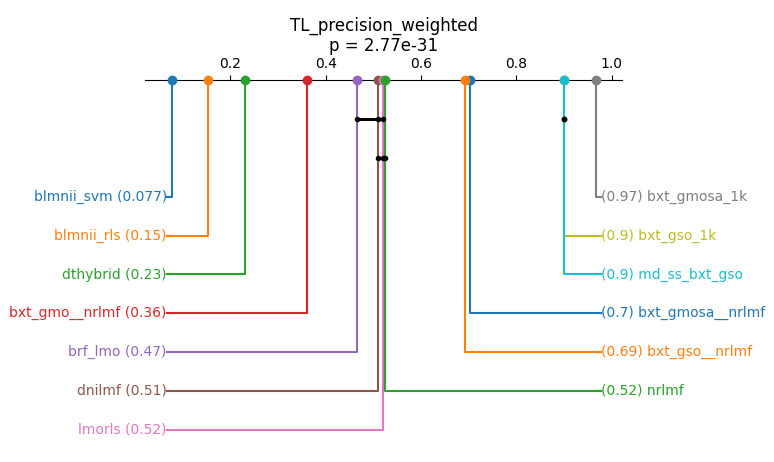 TL_precision_weighted
p = 2.77e-31
0.2 0.4 0.6 0.8 1.0
blmnii_svm (0.077)
(0.97) bxt_gmosa_1k
blmnii_rls (0.15)
(0.9) bxt_gso_1k
dthybrid (0.23)
(0.9) md_ss_bxt_gso
bxt_gmo__nrlmf (0.36)
(0.7) bxt_gmosa__nrlmf
brf_lmo (0.47)
(0.69) bxt_gso__nrlmf
dnilmf (0.51)
(0.52) nrlmf
lmorls (0.52)